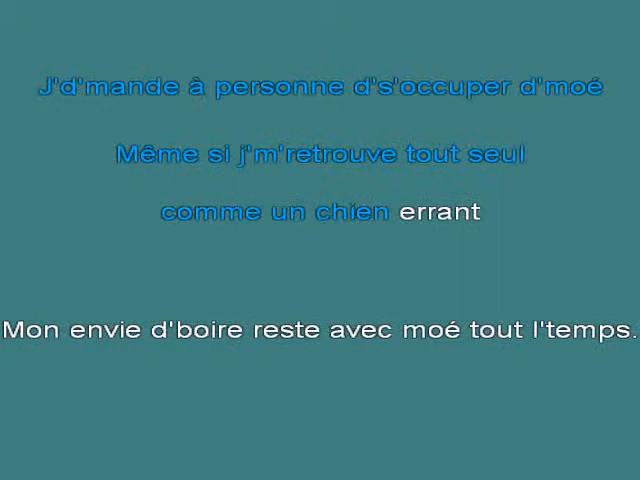 J'd'mande à personne d's'occuper d'moé
Même si j'm'retrouve tout seul
comme un chien errant
Mon envie d'boire reste avec moé tout l'temps.